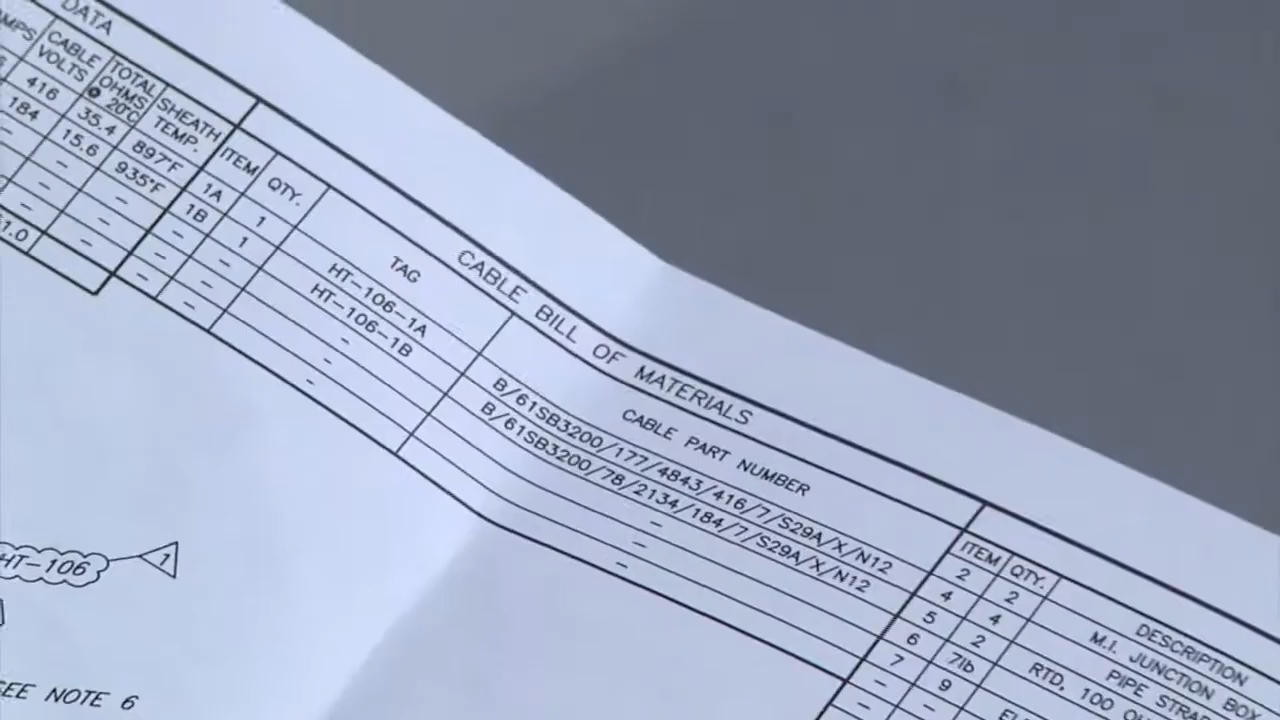 DATA
CABLE VOLTS
TOTAL OHMS @ 20°C
SHEATH TEMP.
416 35.4 897°F
184 15.6 935°F
- - -
- - -
- - -
1.0
CABLE BILL OF MATERIALS
ITEM QTY. TAG CABLE PART NUMBER
1A 1 HT-106-1A B/61SB3200/177/4843/416/7/S29A/X/N12
1B 1 HT-106-1B B/61SB3200/78/2134/184/7/S29A/X/N12
- - - -
- - - -
- - - -
ITEM QTY. DESCRIPTION
2 2 M.I. JUNCTION BOX
4 4 PIPE
5 2 RTD, 100
6 7lb
7 9
- -
HT-106 1
SEE NOTE 6